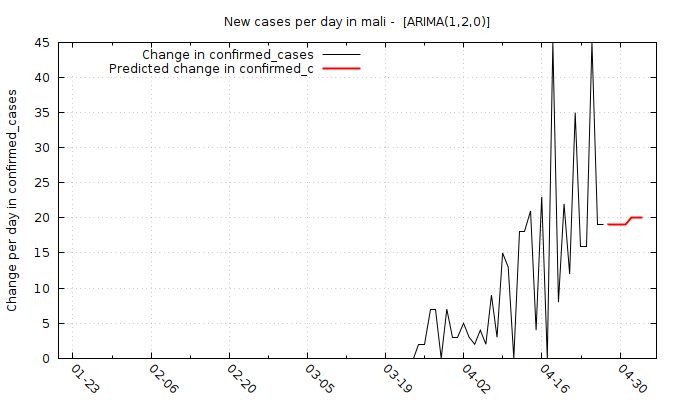 New cases per day in mali -  [ARIMA(1,2,0)]
Change in confirmed_cases
Predicted change in confirmed_c
Change per day in confirmed_cases
45
40
35
30
25
20
15
10
5
0
01-23 02-06 02-20 03-05 03-19 04-02 04-16 04-30